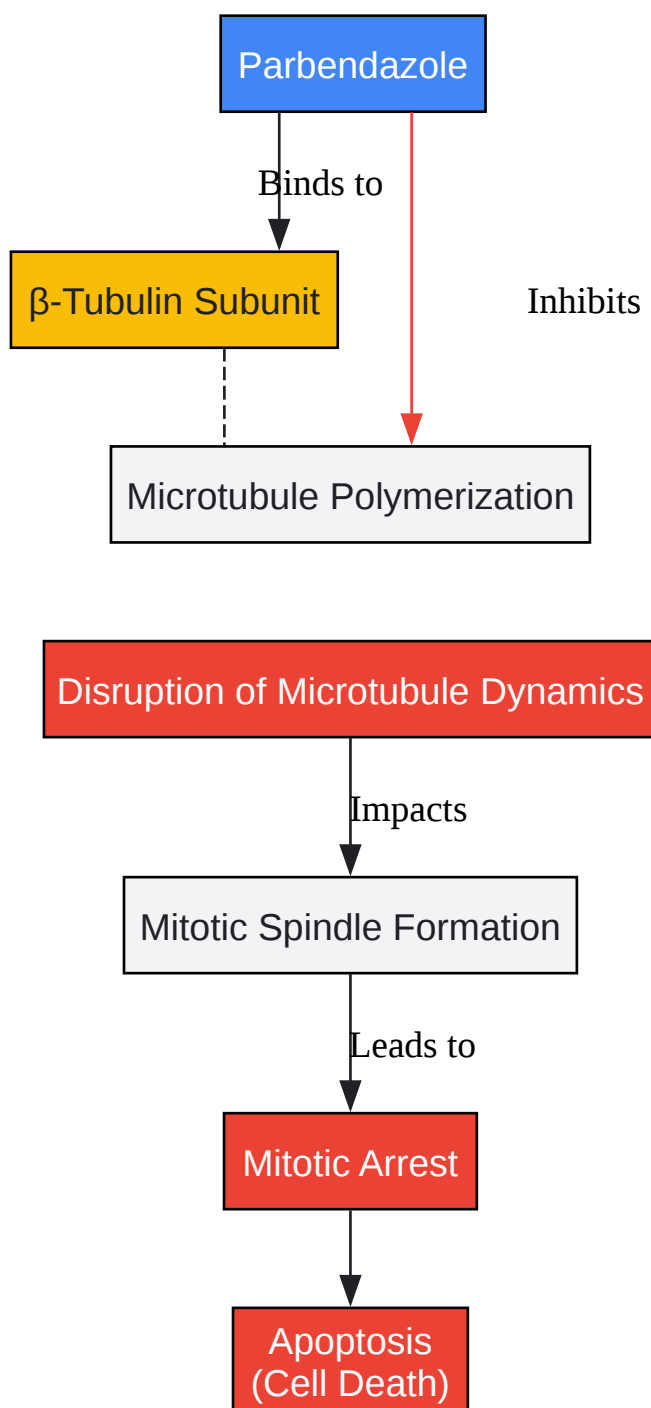 Parbendazole
Binds to
β-Tubulin Subunit
Inhibits
Microtubule Polymerization
Disruption of Microtubule Dynamics
Impacts
Mitotic Spindle Formation
Leads to
Mitotic Arrest
Apoptosis
(Cell Death)